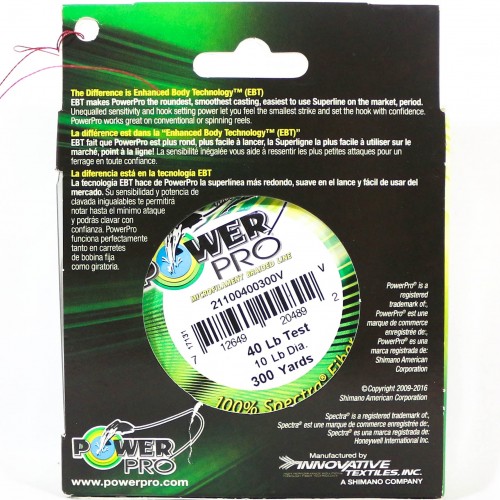 The Difference is Enhanced Body Technology™ (EBT)
EBT makes PowerPro the roundest, smoothest casting, easiest to use Superline on the market, period.
Unequalled sensitivity and hook setting power let you feel the smallest strike and set the hook with confidence.
PowerPro works great on conventional or spinning reels.
La différence est dans la "Enhanced Body Technology™ (EBT)"
EBT fait que PowerPro est plus rond, plus facile à lancer, la Superligne la plus facile à utiliser sur le
marché, point à la ligne! La sensibilité inégalée vous aide à ressentir les plus petites attaques pour un
ferrage en toute confidence.
La diferencia está en la tecnología EBT
La tecnología EBT hace de PowerPro la superlinea más redondo, suave en el lance y fácil de usar del
mercado. Su sensibilidad y potencia de
clavada inigualables te permitirá
notar hasta el mínimo ataque
y podrás clavar con
confianza. PowerPro
funciona perfectamente
tanto en carretes
de bobina fija
como giratoria.
POWER
PRO
MICROFILAMENT BRAIDED LINE
21100400300V
V
17131
7 12649 20489 2
40 Lb Test
10 Lb Dia.
300 Yards
100% Spectra® Fiber
PowerPro® is a
registered
trademark of,
PowerPro® est
une marque de
commerce
enregistrée de,
PowerPro® es
una marca
registrada de:
Shimano American
Corporation
©Copyright 2009-2016
Shimano American Corporation
Spectra® is a registered trademark of,
Spectra® est une marque de commerce enregistrée de,
Spectra® es una marca registrada de:
Honeywell International Inc.
POWER
PRO
www.powerpro.com
Manufactured by
INNOVATIVE
TEXTILES, INC.
A SHIMANO COMPANY